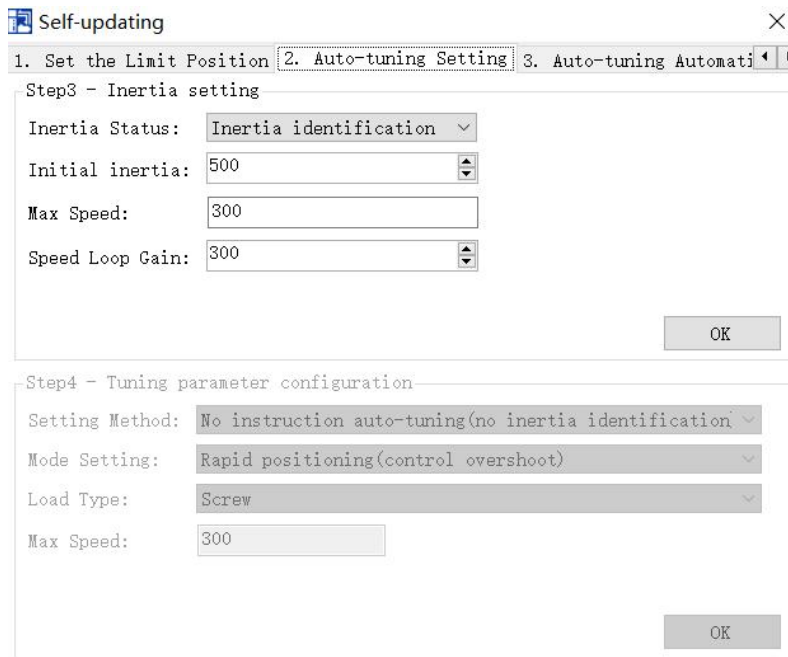 Self-updating
1. Set the Limit Position 2. Auto-tuning Setting 3. Auto-tuning Automati
Step3 - Inertia setting
Inertia Status: Inertia identification
Initial inertia: 500
Max Speed: 300
Speed Loop Gain: 300
OK
Step4 - Tuning parameter configuration
Setting Method: No instruction auto-tuning(no inertia identification
Mode Setting: Rapid positioning(control overshoot)
Load Type: Screw
Max Speed: 300
OK